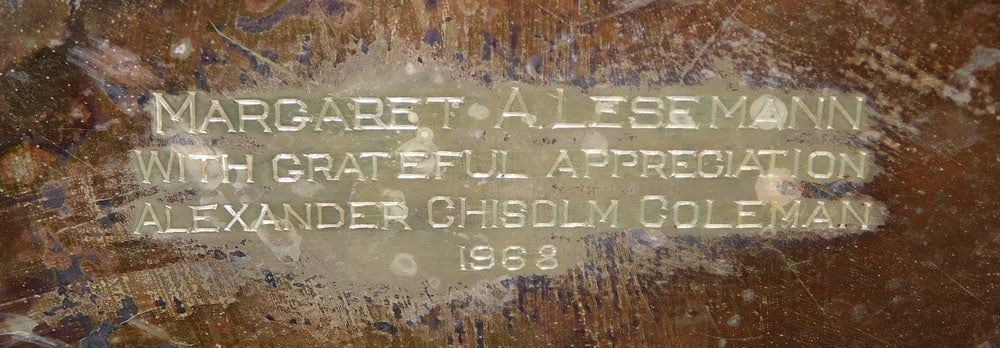 MARGARET A. LESEMANN
WITH GRATEFUL APPRECIATION
ALEXANDER CHISOLM COLEMAN
1968